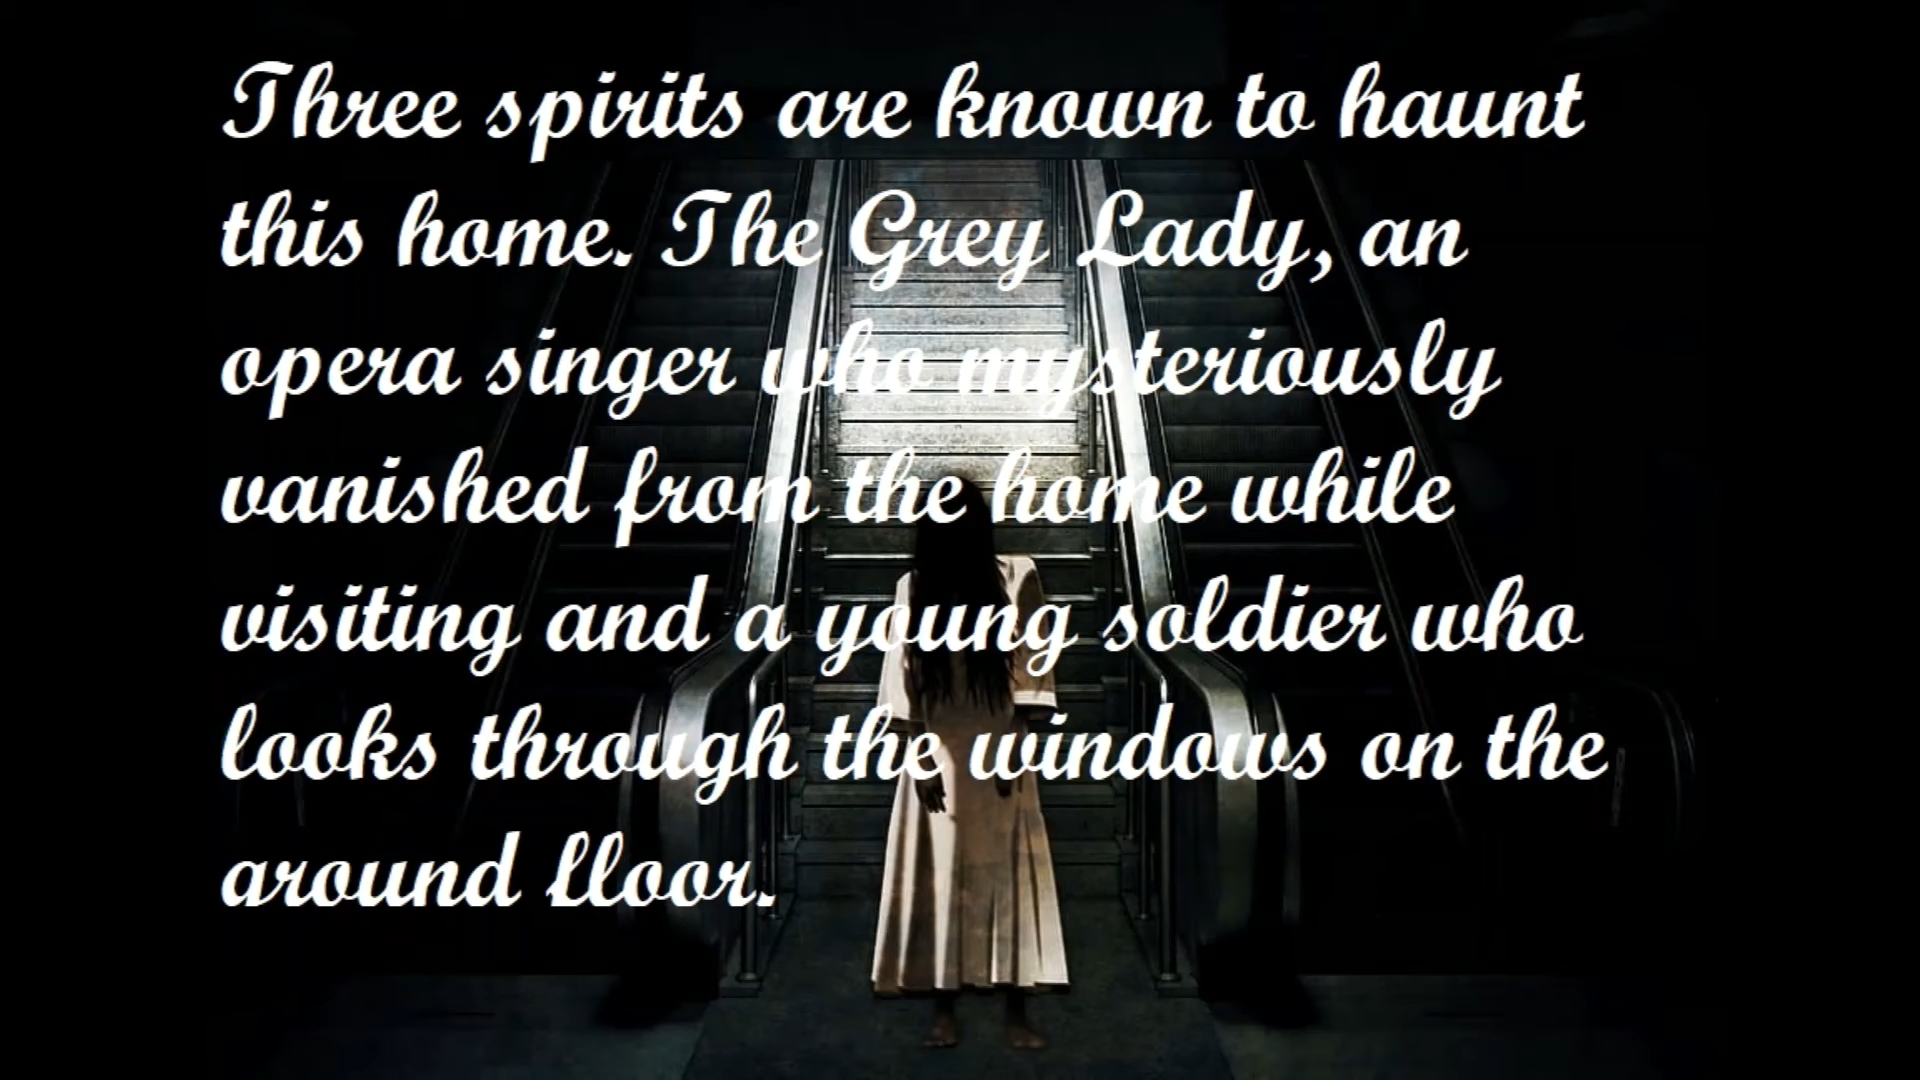 Three spirits are known to haunt
this home. The Grey Lady, an
opera singer who mysteriously
vanished from the home while
visiting and a young soldier who
looks through the windows on the
around lloor.